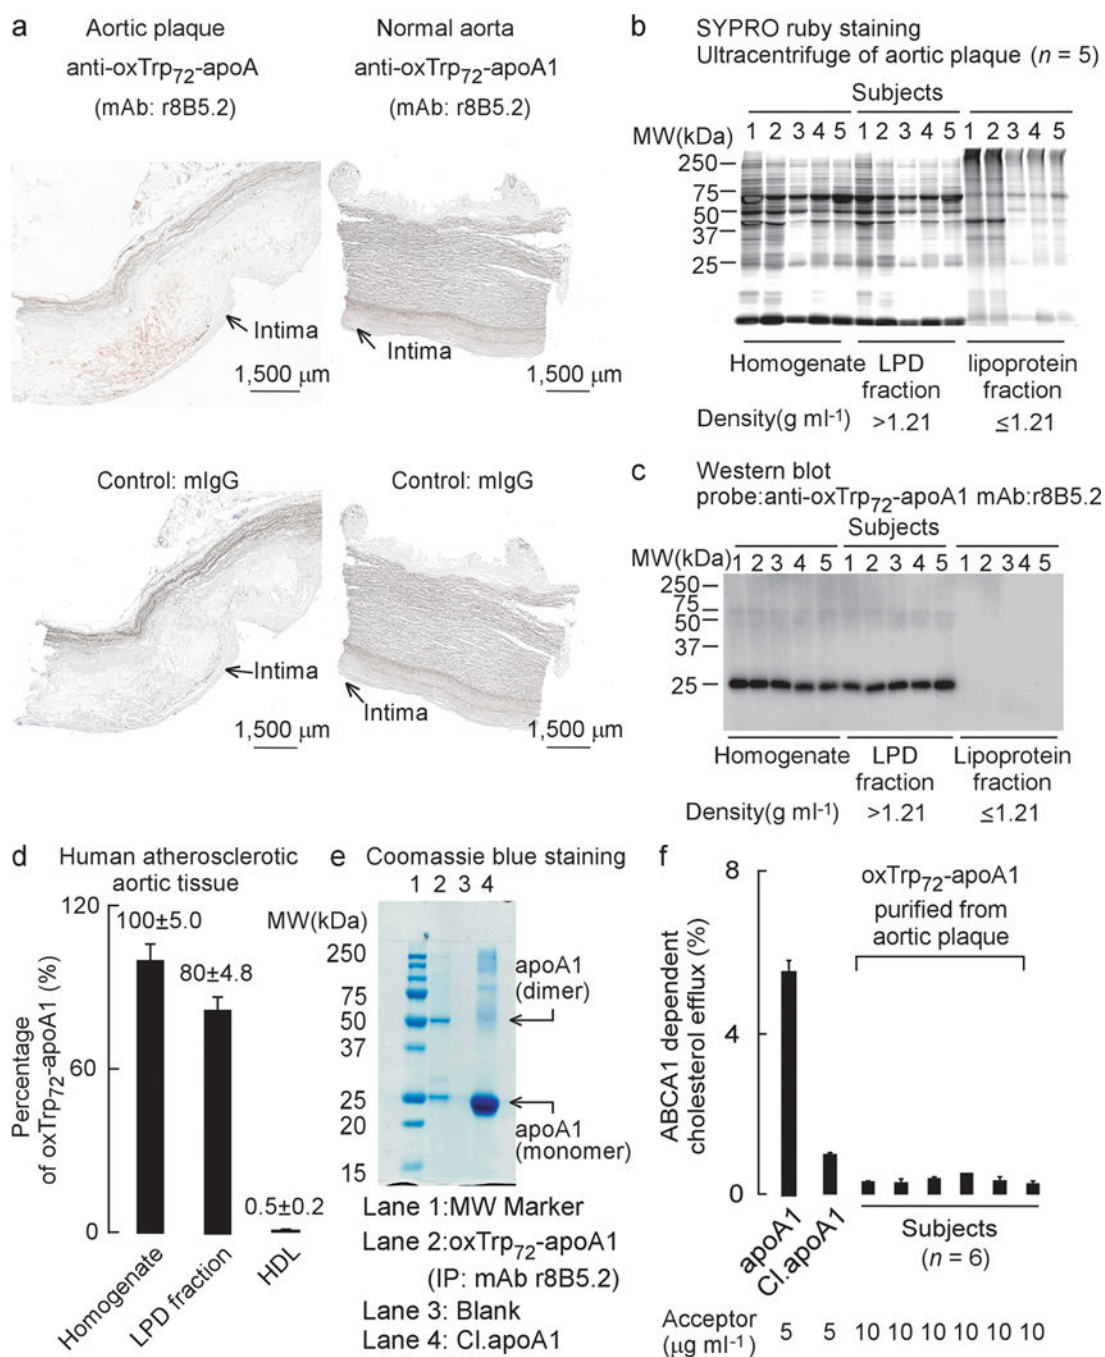 a
Aortic plaque
anti-oxTrp72-apoA
(mAb: r8B5.2)
Normal aorta
anti-oxTrp72-apoA1
(mAb: r8B5.2)
Intima
1,500 µm
Intima
1,500 µm
Control: mIgG
Control: mIgG
Intima
1,500 µm
Intima
1,500 µm
b
SYPRO ruby staining
Ultracentrifuge of aortic plaque (n = 5)
Subjects
MW(kDa)
1 2 3 4 5 1 2 3 4 5 1 2 3 4 5
250
75
50
37
25
Homogenate
LPD
fraction
lipoprotein
fraction
Density(g ml-1) >1.21 ≤1.21
c
Western blot
probe:anti-oxTrp72-apoA1 mAb:r8B5.2
Subjects
MW(kDa)
1 2 3 4 5 1 2 3 4 5 1 2 3 4 5
250
75
50
37
25
Homogenate
LPD
fraction
Lipoprotein
fraction
Density(g ml-1) >1.21 ≤1.21
d
Human atherosclerotic
aortic tissue
Percentage
of oxTrp72-apoA1 (%)
120
60
0
100±5.0
80±4.8
0.5±0.2
Homogenate
LPD fraction
HDL
e
Coomassie blue staining
1 2 3 4
MW(kDa)
250
75
50
37
25
20
15
apoA1
(dimer)
apoA1
(monomer)
Lane 1:MW Marker
Lane 2:oxTrp72-apoA1
(IP: mAb r8B5.2)
Lane 3: Blank
Lane 4: Cl.apoA1
f
ABCA1 dependent
cholesterol efflux (%)
8
4
0
oxTrp72-apoA1
purified from
aortic plaque
apoA1
Cl.apoA1
Subjects
(n = 6)
Acceptor
(µg ml-1)
5 5 10 10 10 10 10 10